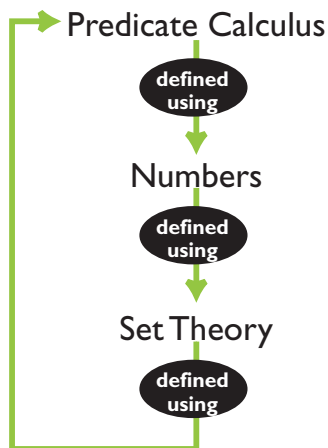 Predicate Calculus
defined
using
Numbers
defined
using
Set Theory
defined
using